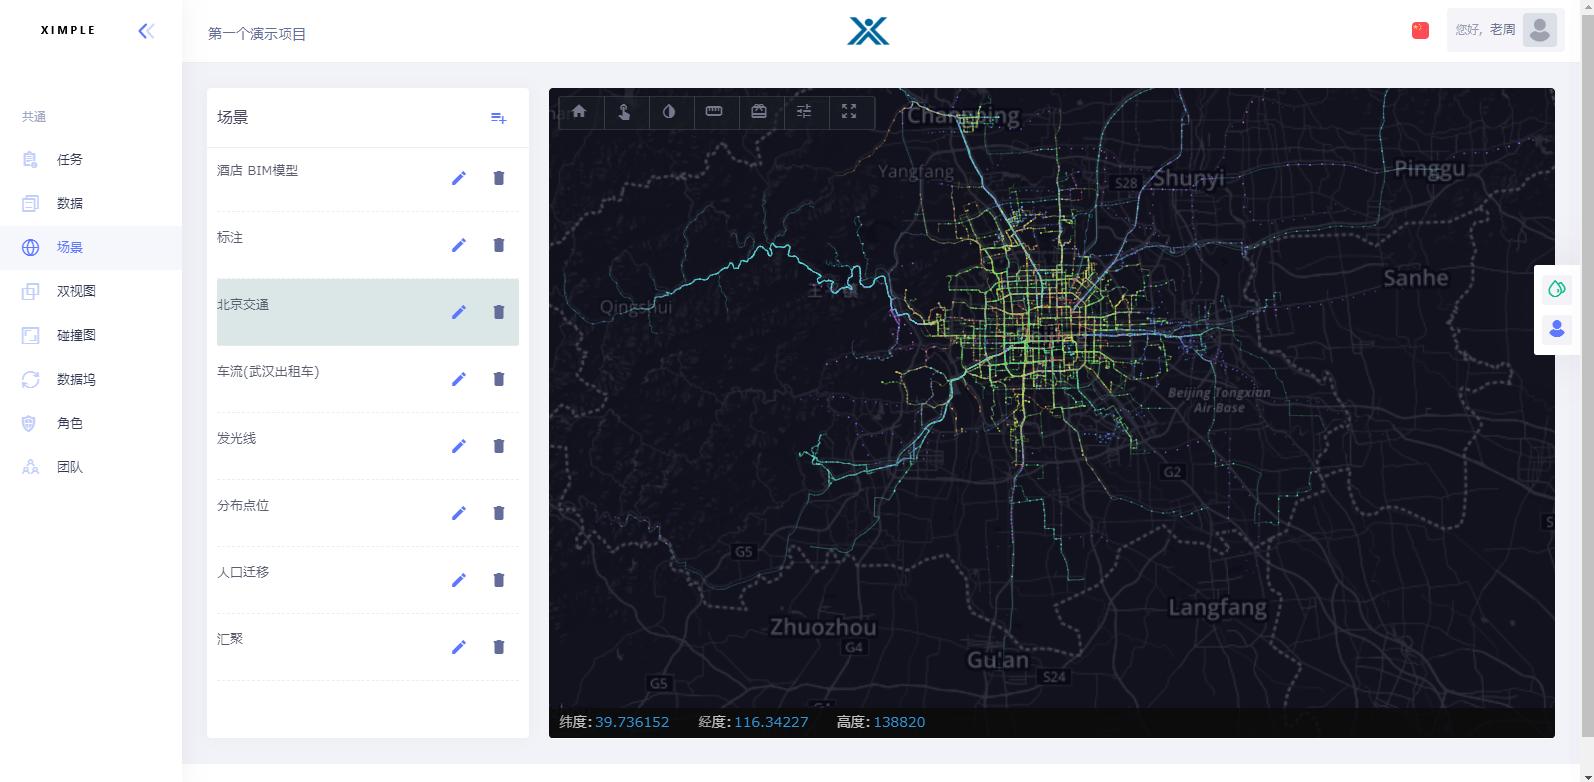 XIMPLE
第一个演示项目
您好, 老周
共通
任务
数据
场景
双视图
碰撞图
数据坞
角色
团队
场景
酒店 BIM模型
标注
北京交通
车流(武汉出租车)
发光线
分布点位
人口迁移
汇聚
Yangfang
S28
Shunyi
Pinggu
Qingshui
Sanhe
Beijing Tongxian
Air Base
G2
G5
Langfang
Zhuozhou
G4
Gu'an
S24
G5
纬度:39.736152 经度:116.34227 高度:138820